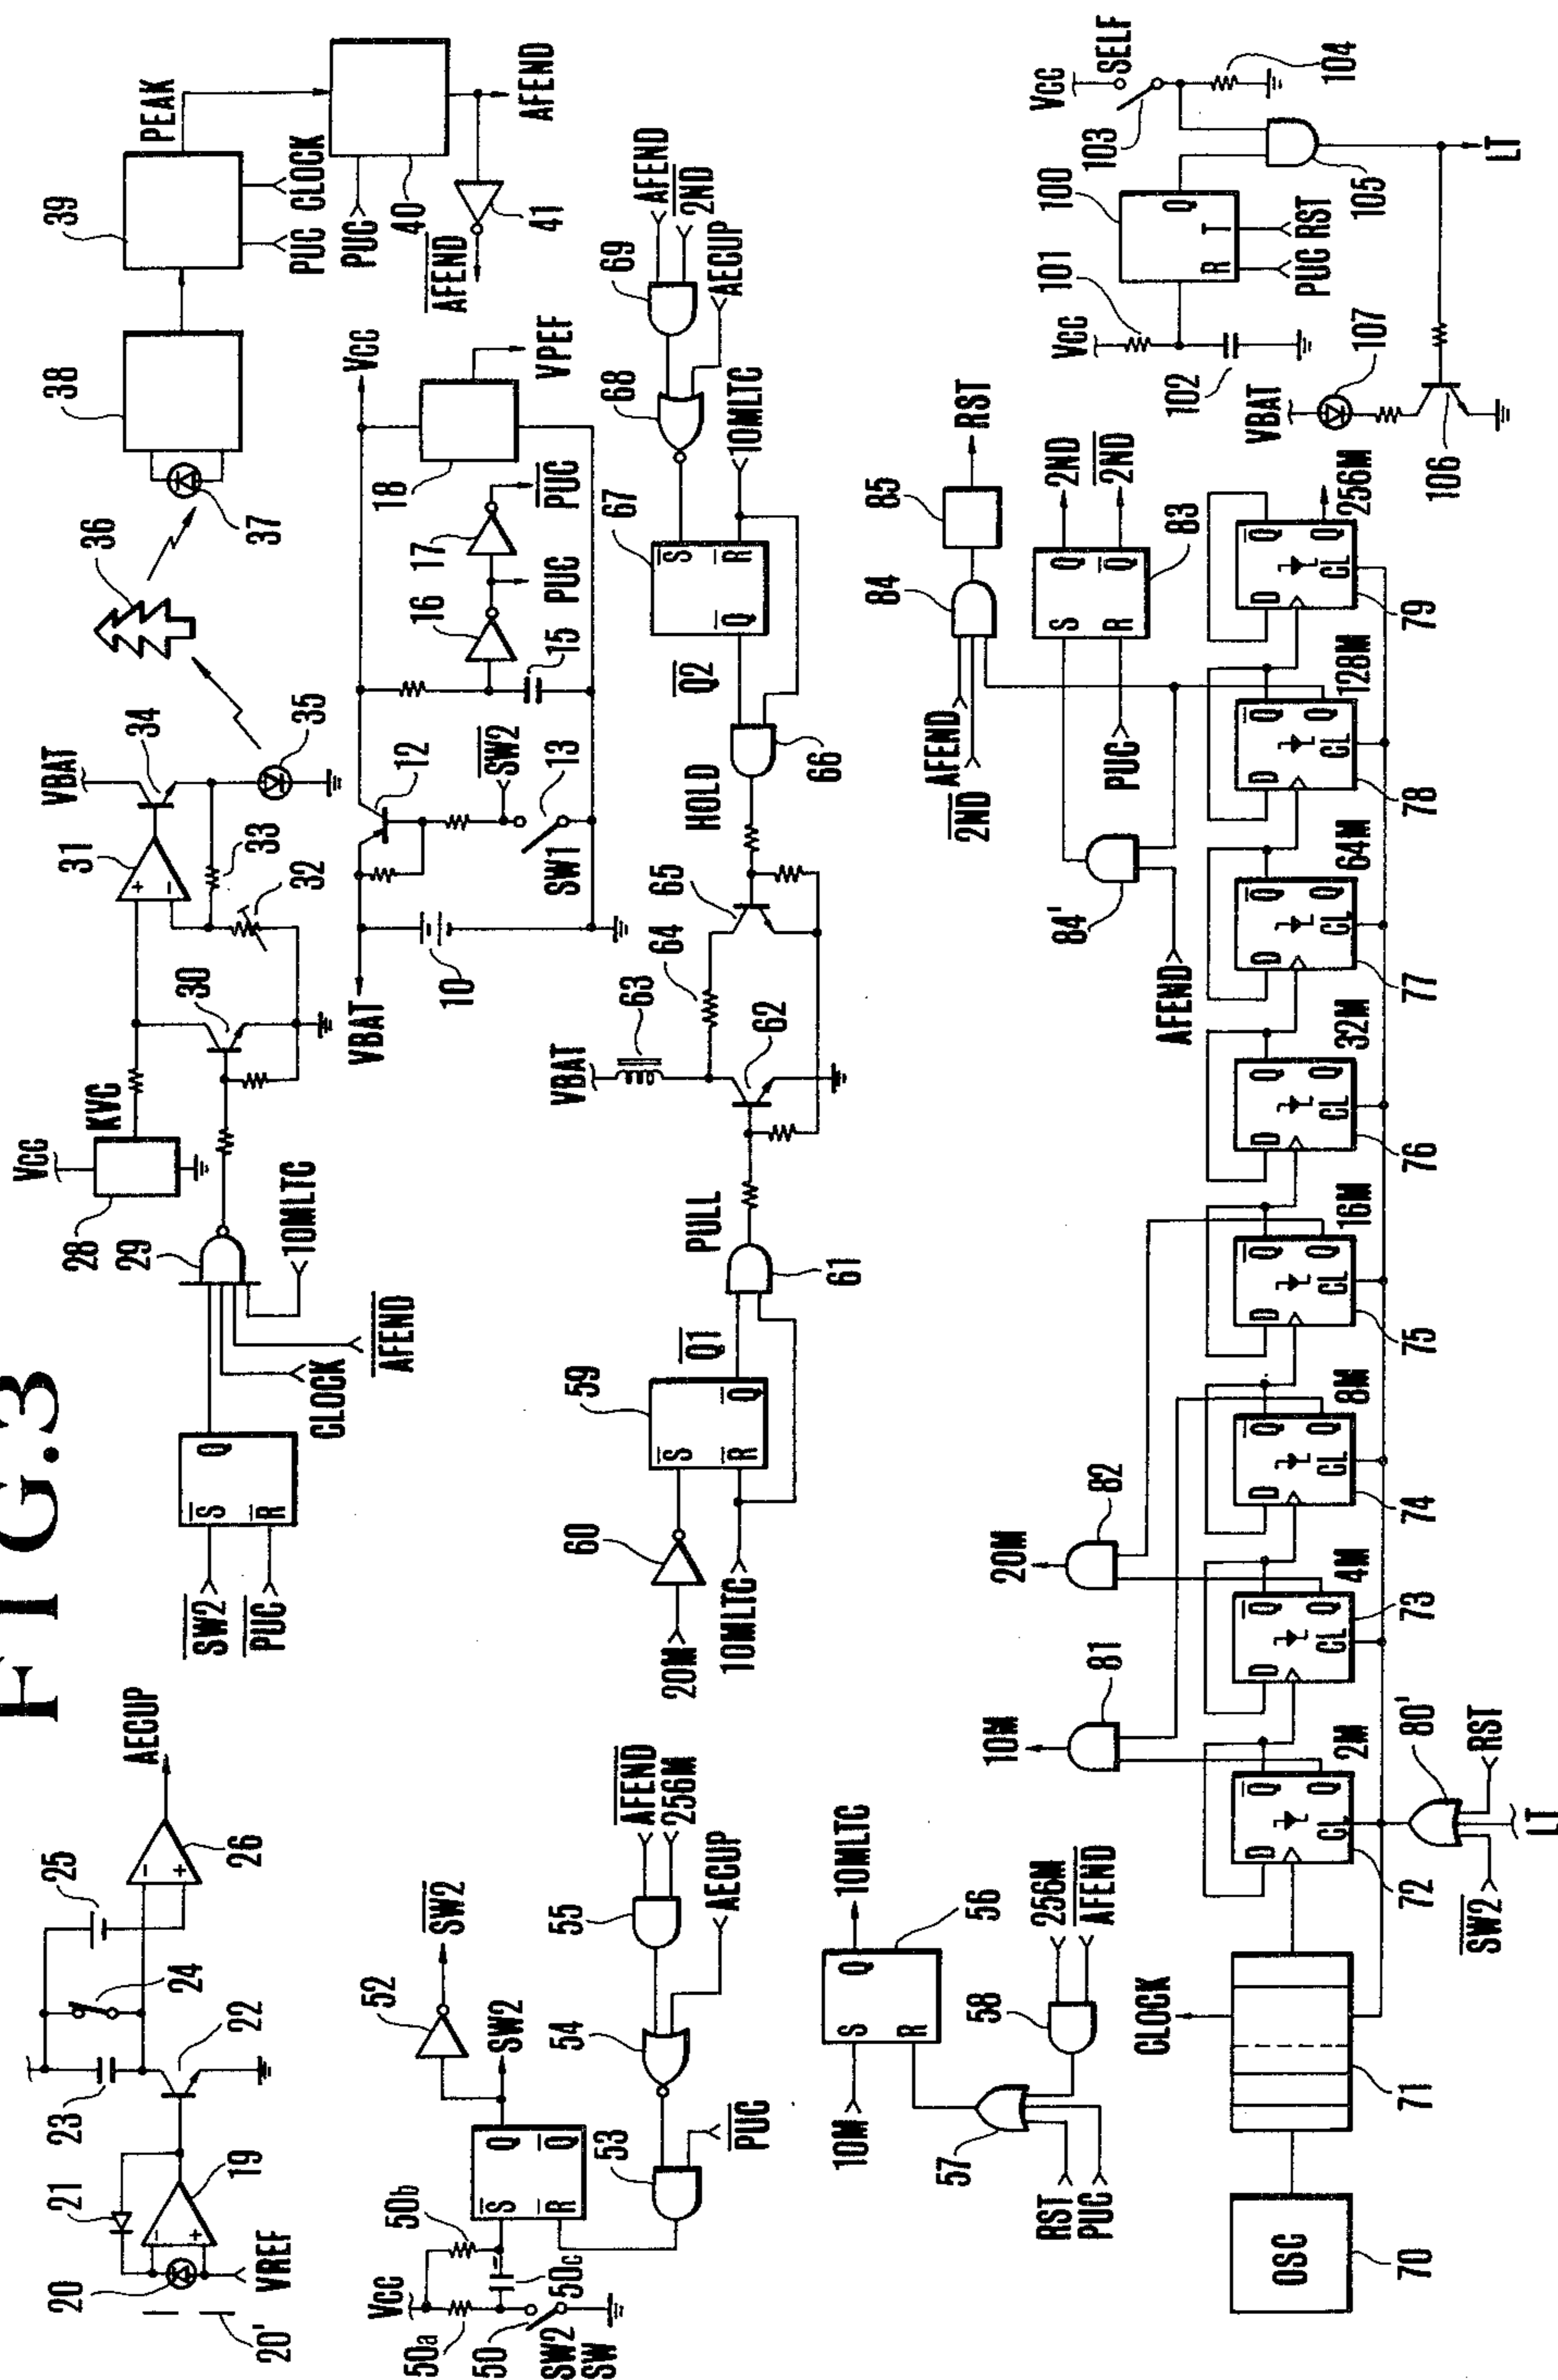 FIG.3
20'
20
21
19
VREF
22
23
24
25
26
AECUP
SW2
PUC
S
R
Q
CLOCK
AFEND
10MLTC
29
28
VCC
KVC
30
31
32
33
34
VBAT
35
36
37
38
39
PEAK
PUC
CLOCK
PUC
40
AFEND
41
AFEND
VBAT
10
12
SW2
13
SW1
15
16
17
PUC
PUC
18
VCC
VPEF
VCC
50a
50b
50c
50
SW2
SW
S
R
Q
Q
52
SW2
SW2
53
PUC
54
55
AFEND
256M
AECUP
20M
60
10MLTC
59
S
R
Q
Q1
61
PULL
62
VBAT
63
64
65
HOLD
66
Q2
67
S
R
Q
10MLTC
68
69
AFEND
2ND
AECUP
10M
S
R
Q
56
10MLTC
57
RST
PUC
58
256M
AFEND
AFEND
84'
AFEND
2ND
84
85
RST
PUC
S
R
Q
Q
83
2ND
2ND
VCC
101
102
100
Q
R
T
PUC
RST
VCC
SELF
103
104
105
LT
VBAT
107
106
OSC
70
71
CLOCK
D
Q
CL
Q
2M
72
SW2
LT
RST
80'
10M
81
D
Q
CL
Q
4M
73
20M
82
D
Q
CL
Q
8M
74
D
Q
CL
Q
16M
75
D
Q
CL
Q
32M
76
D
Q
CL
Q
64M
77
D
Q
CL
Q
128M
78
D
Q
CL
Q
256M
79